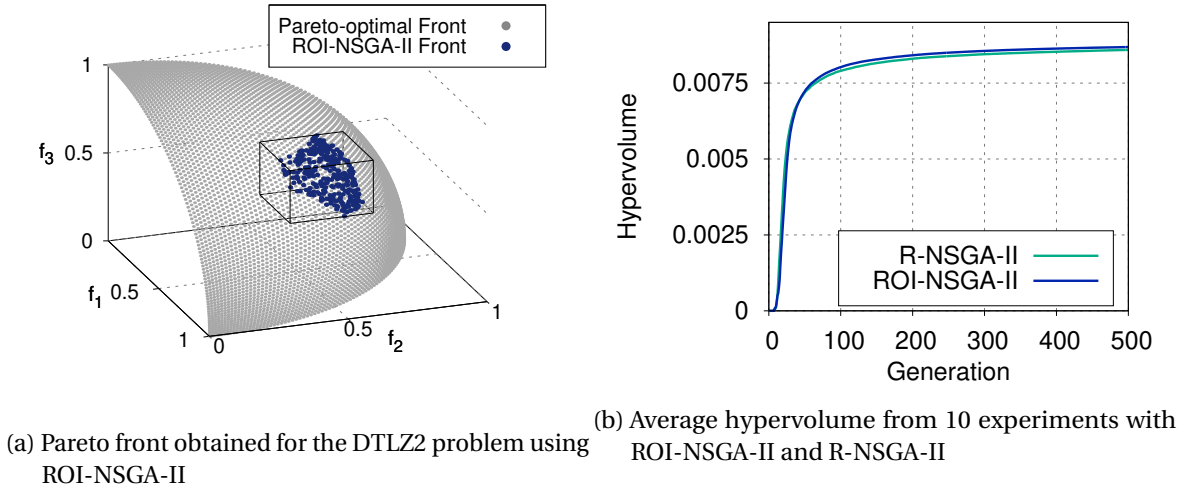 Pareto-optimal Front
ROI-NSGA-II Front
1
f3 0.5
0
f1 0.5
1
0
0.5
f2
1
Hypervolume
0.0075
0.005
0.0025
0
R-NSGA-II
ROI-NSGA-II
0 100 200 300 400 500
Generation
(a) Pareto front obtained for the DTLZ2 problem using
ROI-NSGA-II
(b) Average hypervolume from 10 experiments with
ROI-NSGA-II and R-NSGA-II